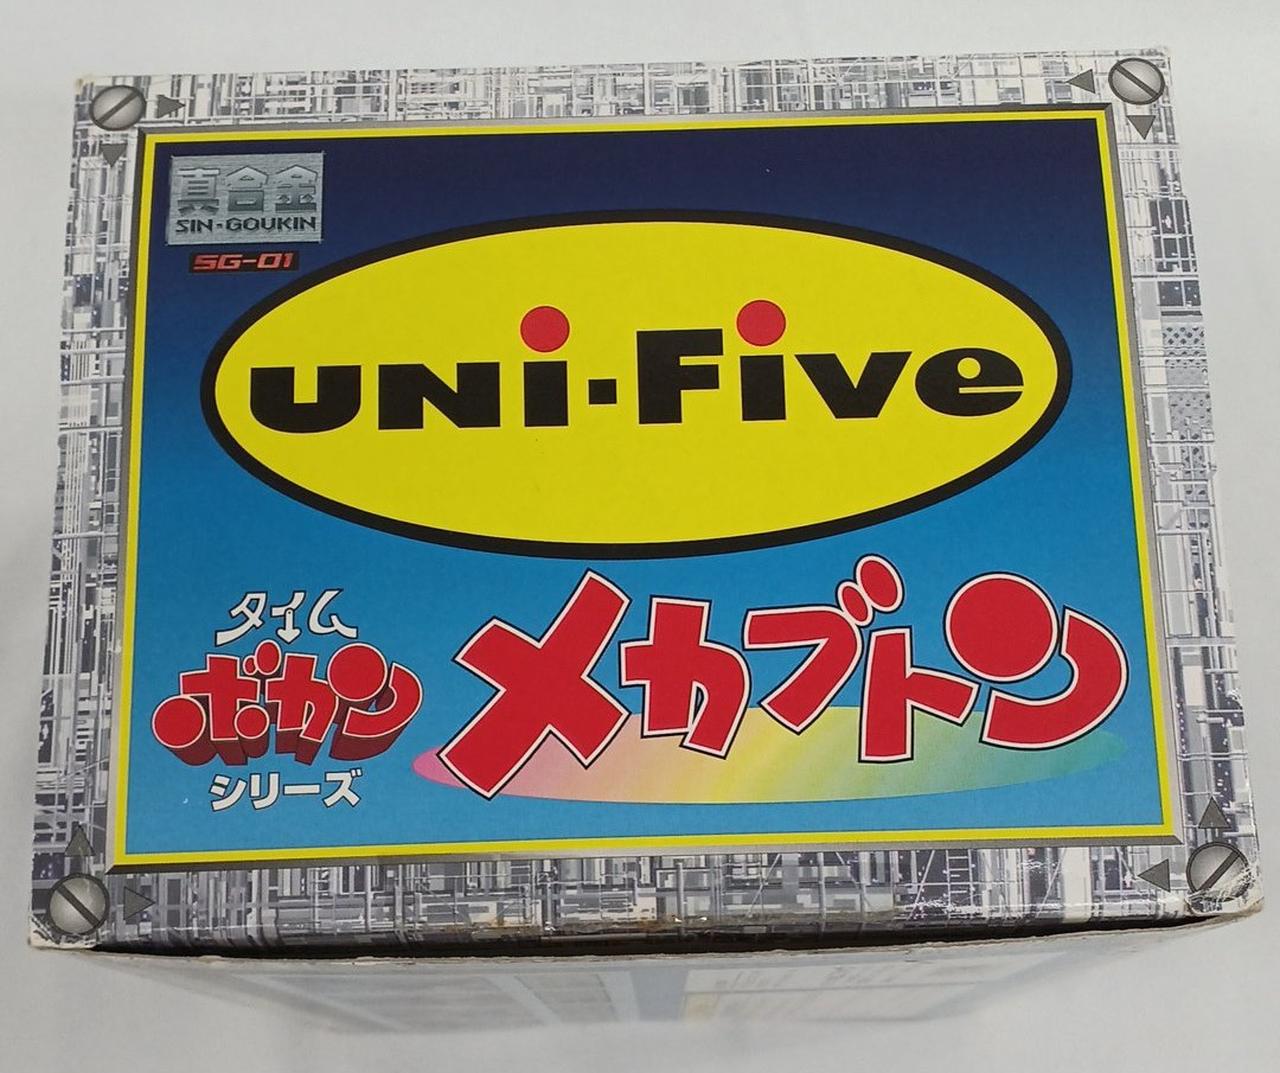 真合金
SIN-GOUKIN
SG-01
UNi-Five
タイム
ボカン
シリーズ
メカブトン